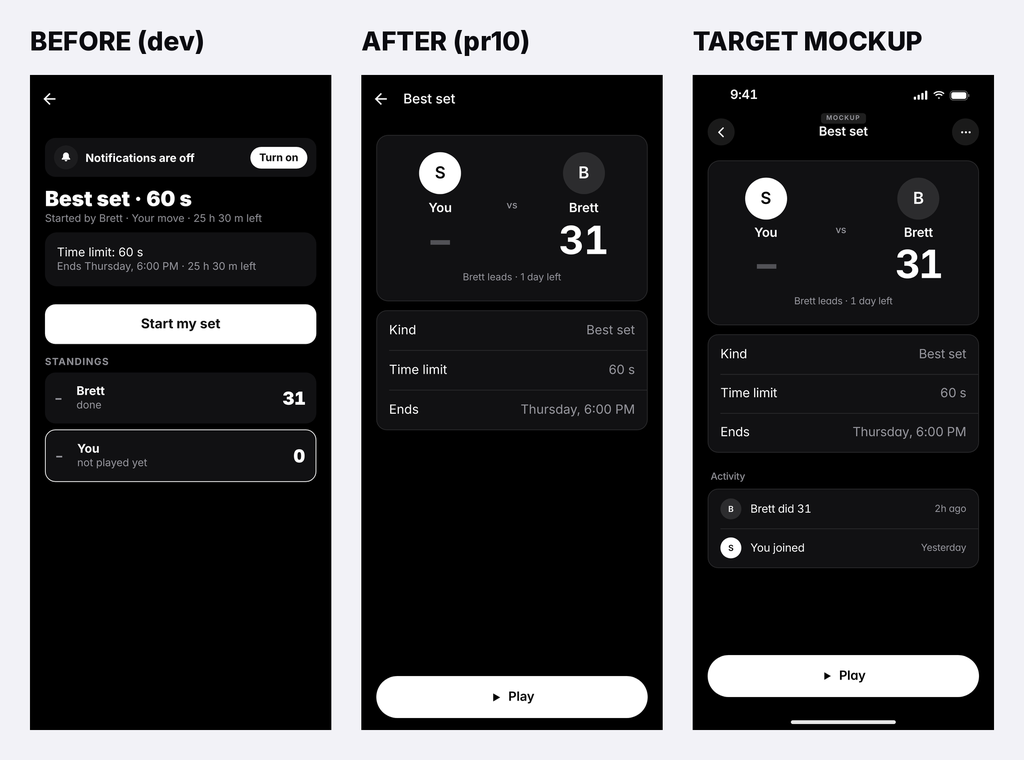 BEFORE (dev)
Notifications are off
Turn on
Best set · 60 s
Started by Brett · Your move · 25 h 30 m left
Time limit: 60 s
Ends Thursday, 6:00 PM · 25 h 30 m left
Start my set
STANDINGS
–
Brett
done
31
–
You
not played yet
0
AFTER (pr10)
Best set
S
You
–
vs
B
Brett
31
Brett leads · 1 day left
Kind
Best set
Time limit
60 s
Ends
Thursday, 6:00 PM
Play
TARGET MOCKUP
9:41
MOCKUP
Best set
S
You
–
vs
B
Brett
31
Brett leads · 1 day left
Kind
Best set
Time limit
60 s
Ends
Thursday, 6:00 PM
Activity
B
Brett did 31
2h ago
S
You joined
Yesterday
Play